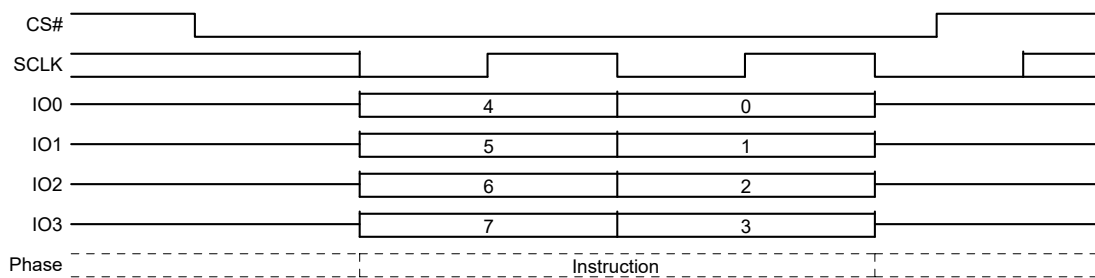 CS#
SCLK
IO0 4 0
IO1 5 1
IO2 6 2
IO3 7 3
Phase Instruction